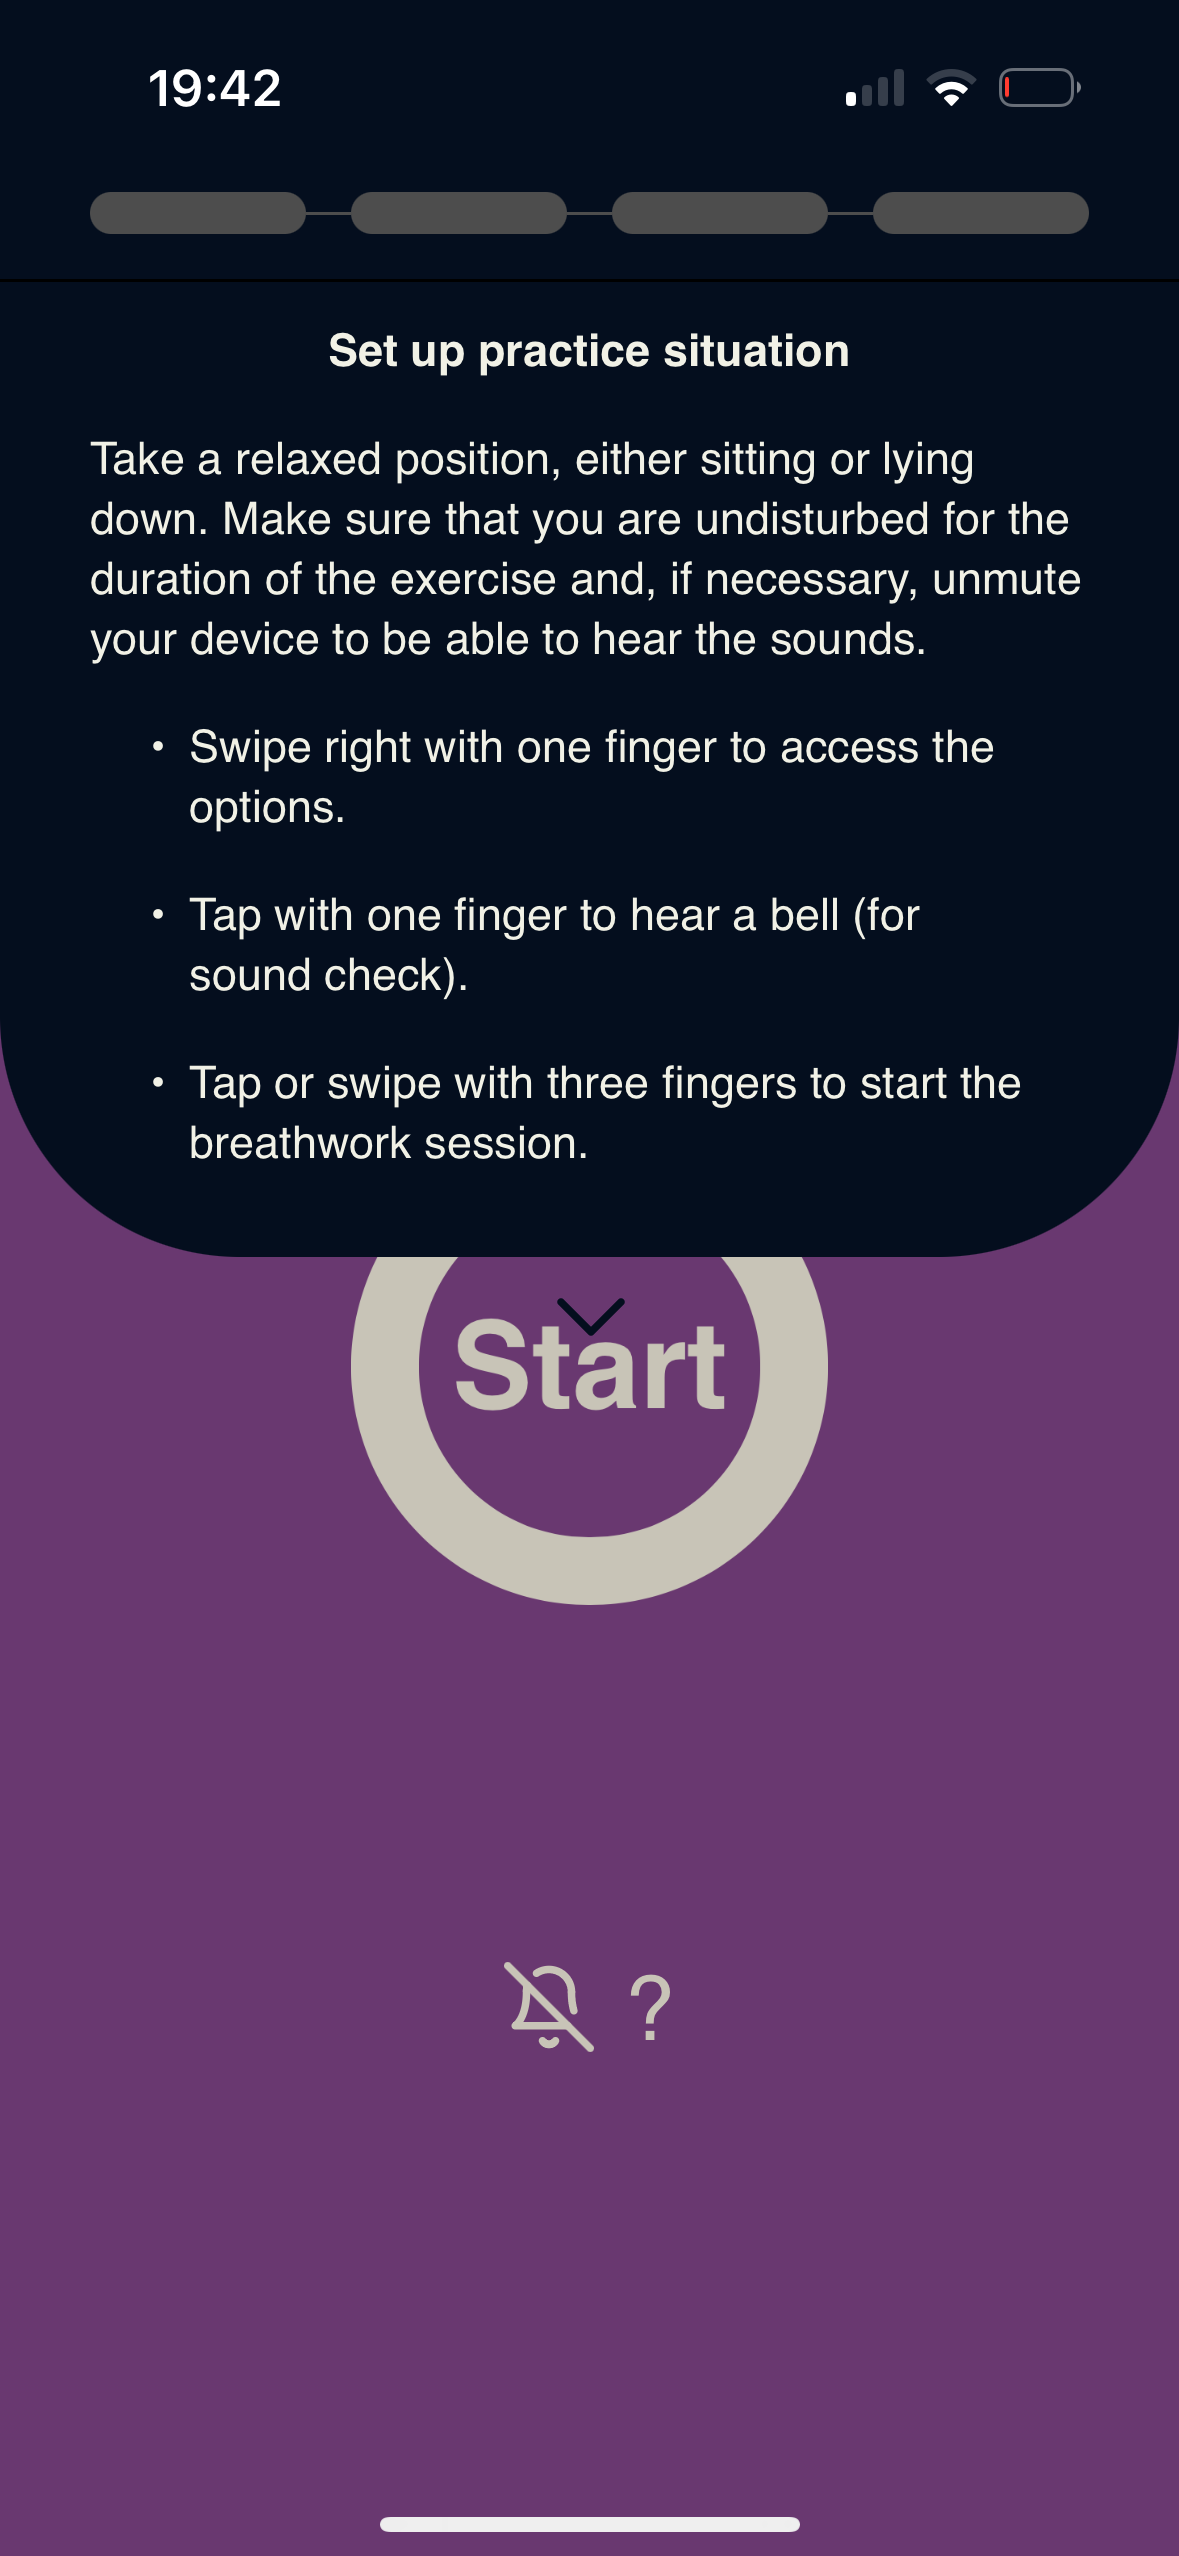 19:42
Set up practice situation
Take a relaxed position, either sitting or lying
down. Make sure that you are undisturbed for the
duration of the exercise and, if necessary, unmute
your device to be able to hear the sounds.
• Swipe right with one finger to access the
options.
• Tap with one finger to hear a bell (for
sound check).
• Tap or swipe with three fingers to start the
breathwork session.
Start
?